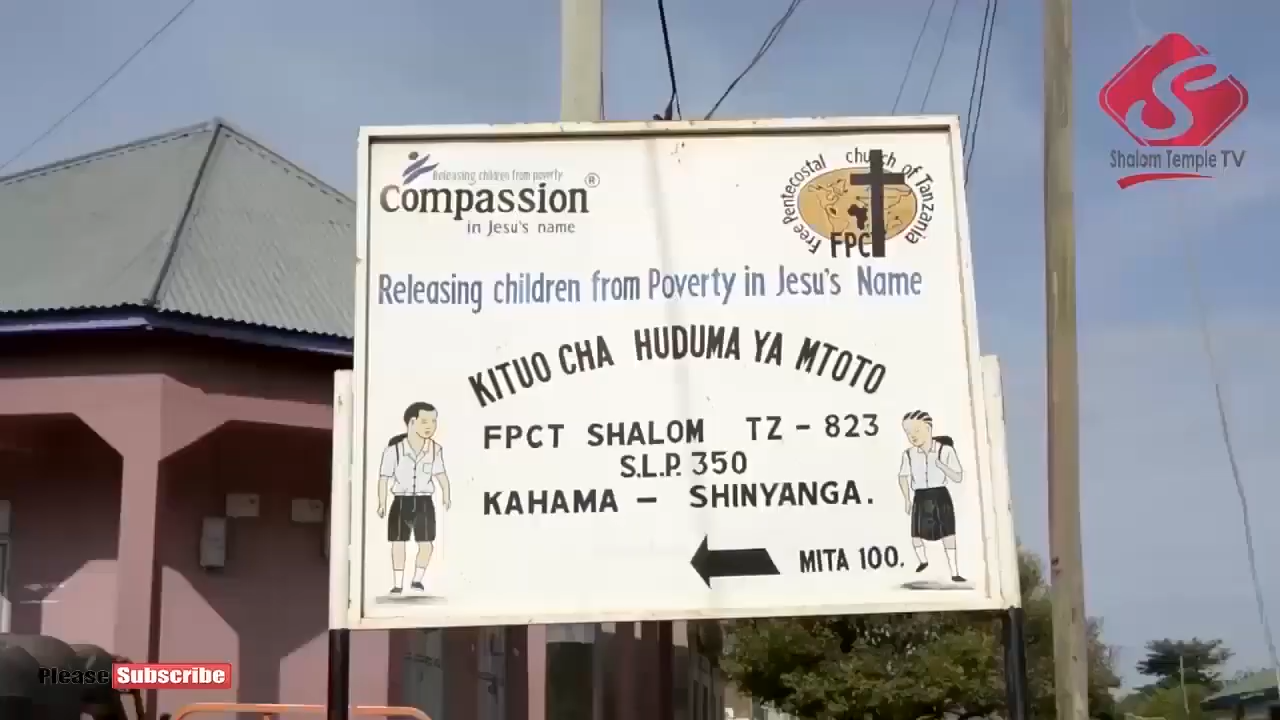 Shalom Temple TV
Releasing children from poverty
Compassion®
in Jesu's name
Free Pentecostal church of Tanzania
FPCT
Releasing children from Poverty in Jesu's Name
KITUO CHA HUDUMA YA MTOTO
FPCT SHALOM TZ - 823
S.L.P. 350
KAHAMA - SHINYANGA.
MITA 100.
Please Subscribe